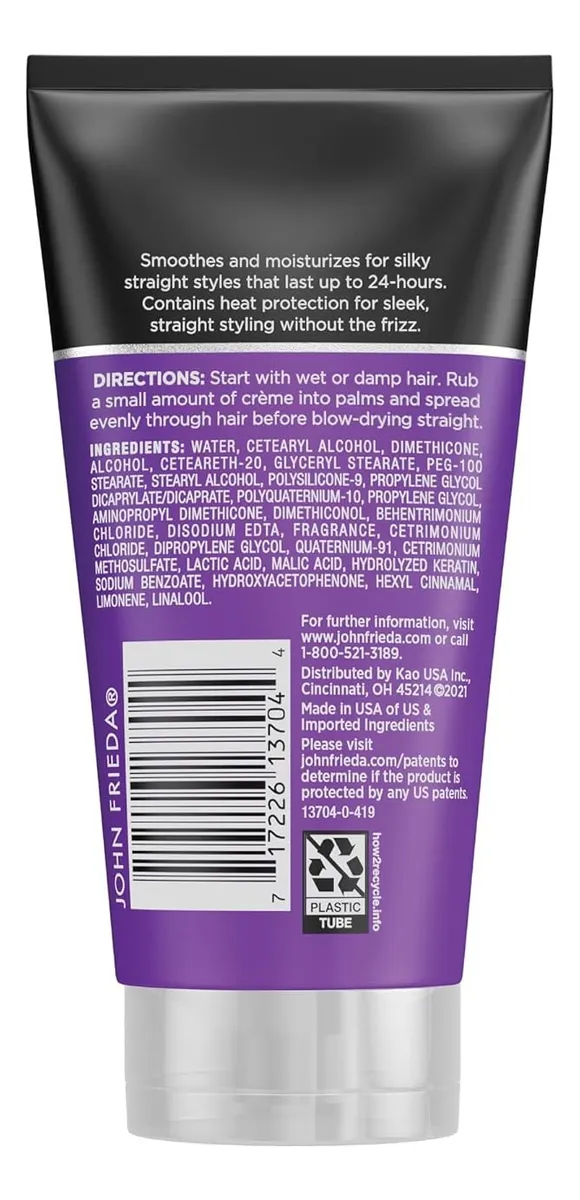 Smoothes and moisturizes for silky
straight styles that last up to 24-hours.
Contains heat protection for sleek,
straight styling without the frizz.
DIRECTIONS: Start with wet or damp hair. Rub
a small amount of crème into palms and spread
evenly through hair before blow-drying straight.
INGREDIENTS: WATER, CETEARYL ALCOHOL, DIMETHICONE,
ALCOHOL, CETEARETH-20, GLYCERYL STEARATE, PEG-100
STEARATE, STEARYL ALCOHOL, POLYSILICONE-9, PROPYLENE GLYCOL
DICAPRYLATE/DICAPRATE, POLYQUATERNIUM-10, PROPYLENE GLYCOL,
AMINOPROPYL DIMETHICONE, DIMETHICONOL, BEHENTRIMONIUM
CHLORIDE, DISODIUM EDTA, FRAGRANCE, CETRIMONIUM
CHLORIDE, DIPROPYLENE GLYCOL, QUATERNIUM-91, CETRIMONIUM
METHOSULFATE, LACTIC ACID, MALIC ACID, HYDROLYZED KERATIN,
SODIUM BENZOATE, HYDROXYACETOPHENONE, HEXYL CINNAMAL,
LIMONENE, LINALOOL.
For further information, visit
www.johnfrieda.com or call
1-800-521-3189.
Distributed by Kao USA Inc.,
Cincinnati, OH 45214 ©2021
Made in USA of US &
Imported Ingredients
Please visit
johnfrieda.com/patents to
determine if the product is
protected by any US patents.
13704-0-419
JOHN FRIEDA®
7 17226 13704 4
PLASTIC
TUBE
how2recycle.info